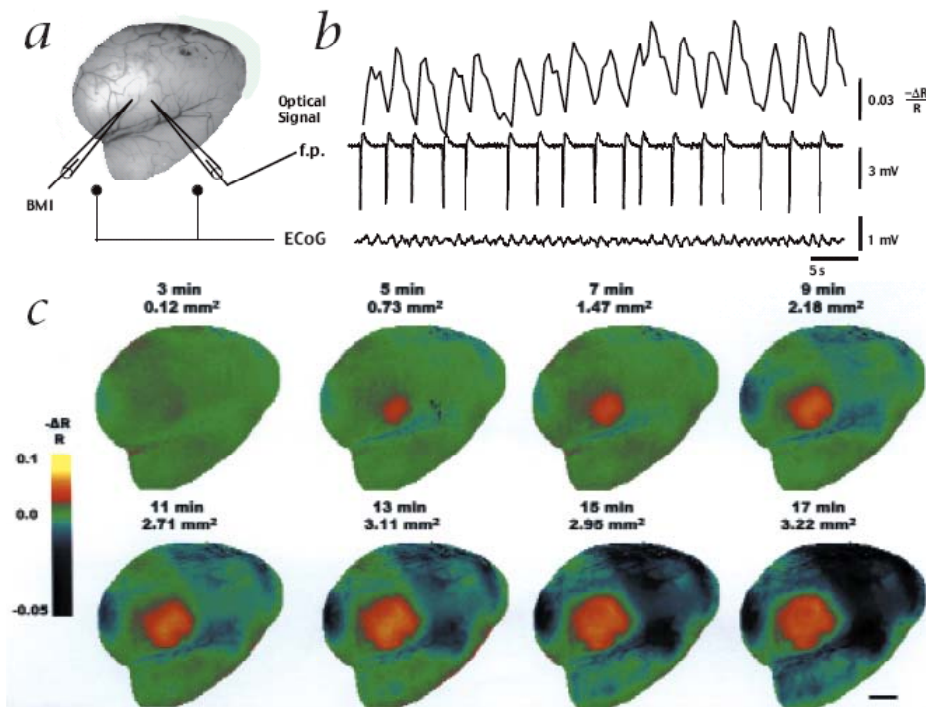 a
b
Optical
Signal
f.p.
BMI
ECoG
0.03 -ΔR
R
3 mV
1 mV
5 s
c
3 min
0.12 mm²
5 min
0.73 mm²
7 min
1.47 mm²
9 min
2.18 mm²
-ΔR
R
0.1
0.0
-0.05
11 min
2.71 mm²
13 min
3.11 mm²
15 min
2.95 mm²
17 min
3.22 mm²